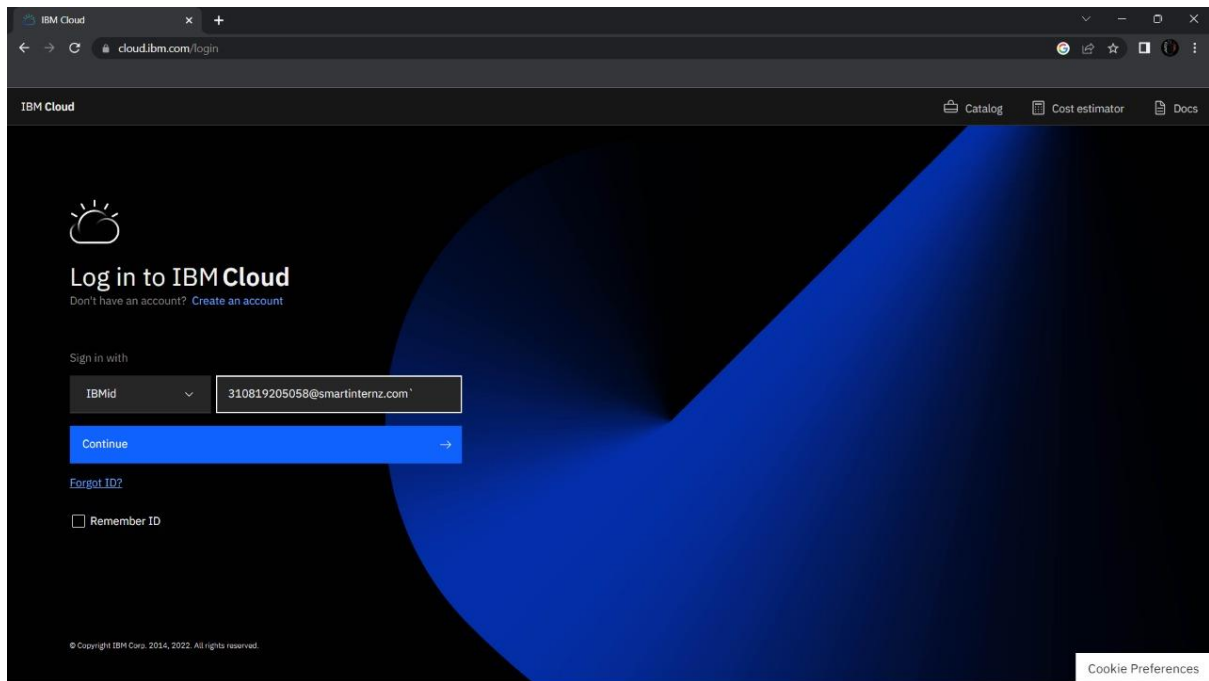 IBM Cloud
cloud.ibm.com/login
IBM Cloud
Catalog
Cost estimator
Docs
Log in to IBM Cloud
Don't have an account? Create an account
Sign in with
IBMid
310819205058@smartinternz.com`
Continue
Forgot ID?
Remember ID
© Copyright IBM Corp. 2014, 2022. All rights reserved.
Cookie Preferences